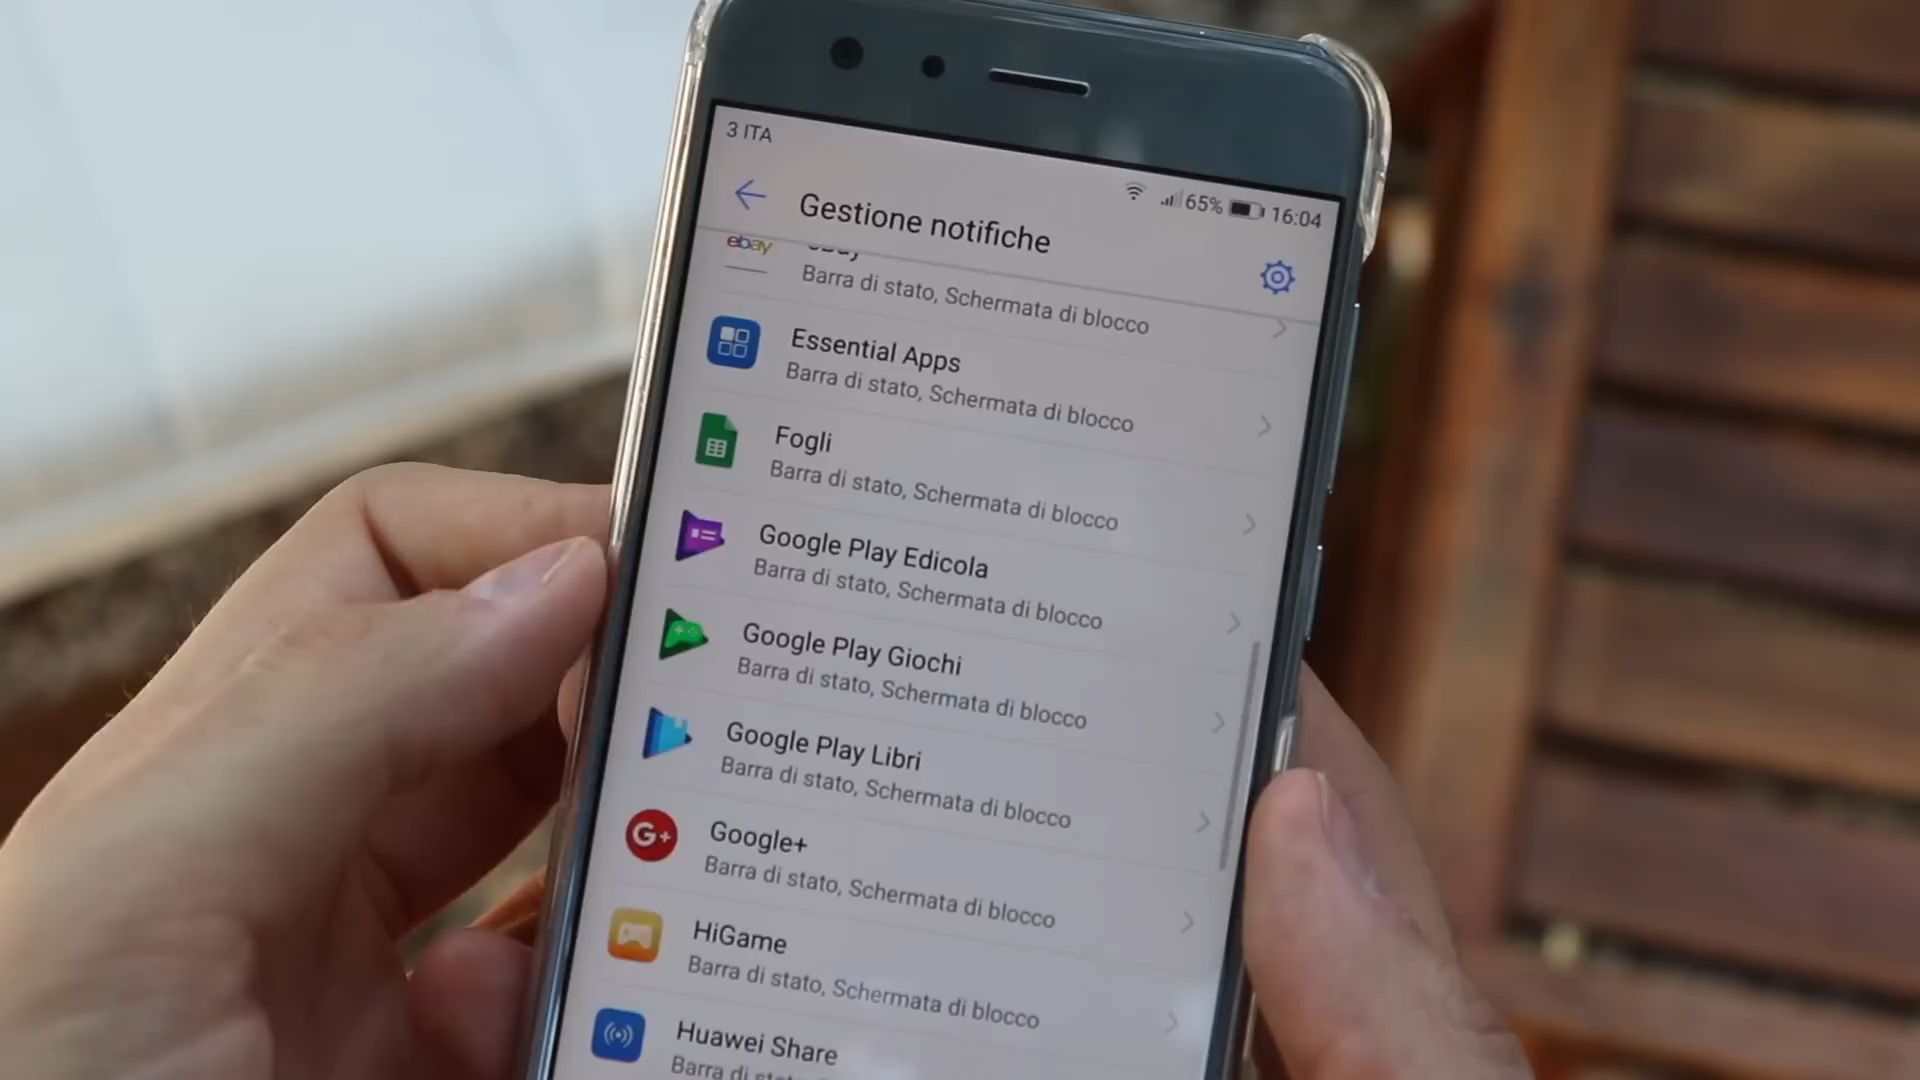 3 ITA
65% 16:04
Gestione notifiche
ebay
Barra di stato, Schermata di blocco
Essential Apps
Barra di stato, Schermata di blocco
Fogli
Barra di stato, Schermata di blocco
Google Play Edicola
Barra di stato, Schermata di blocco
Google Play Giochi
Barra di stato, Schermata di blocco
Google Play Libri
Barra di stato, Schermata di blocco
G+
Google+
Barra di stato, Schermata di blocco
HiGame
Barra di stato, Schermata di blocco
Huawei Share
Barra di